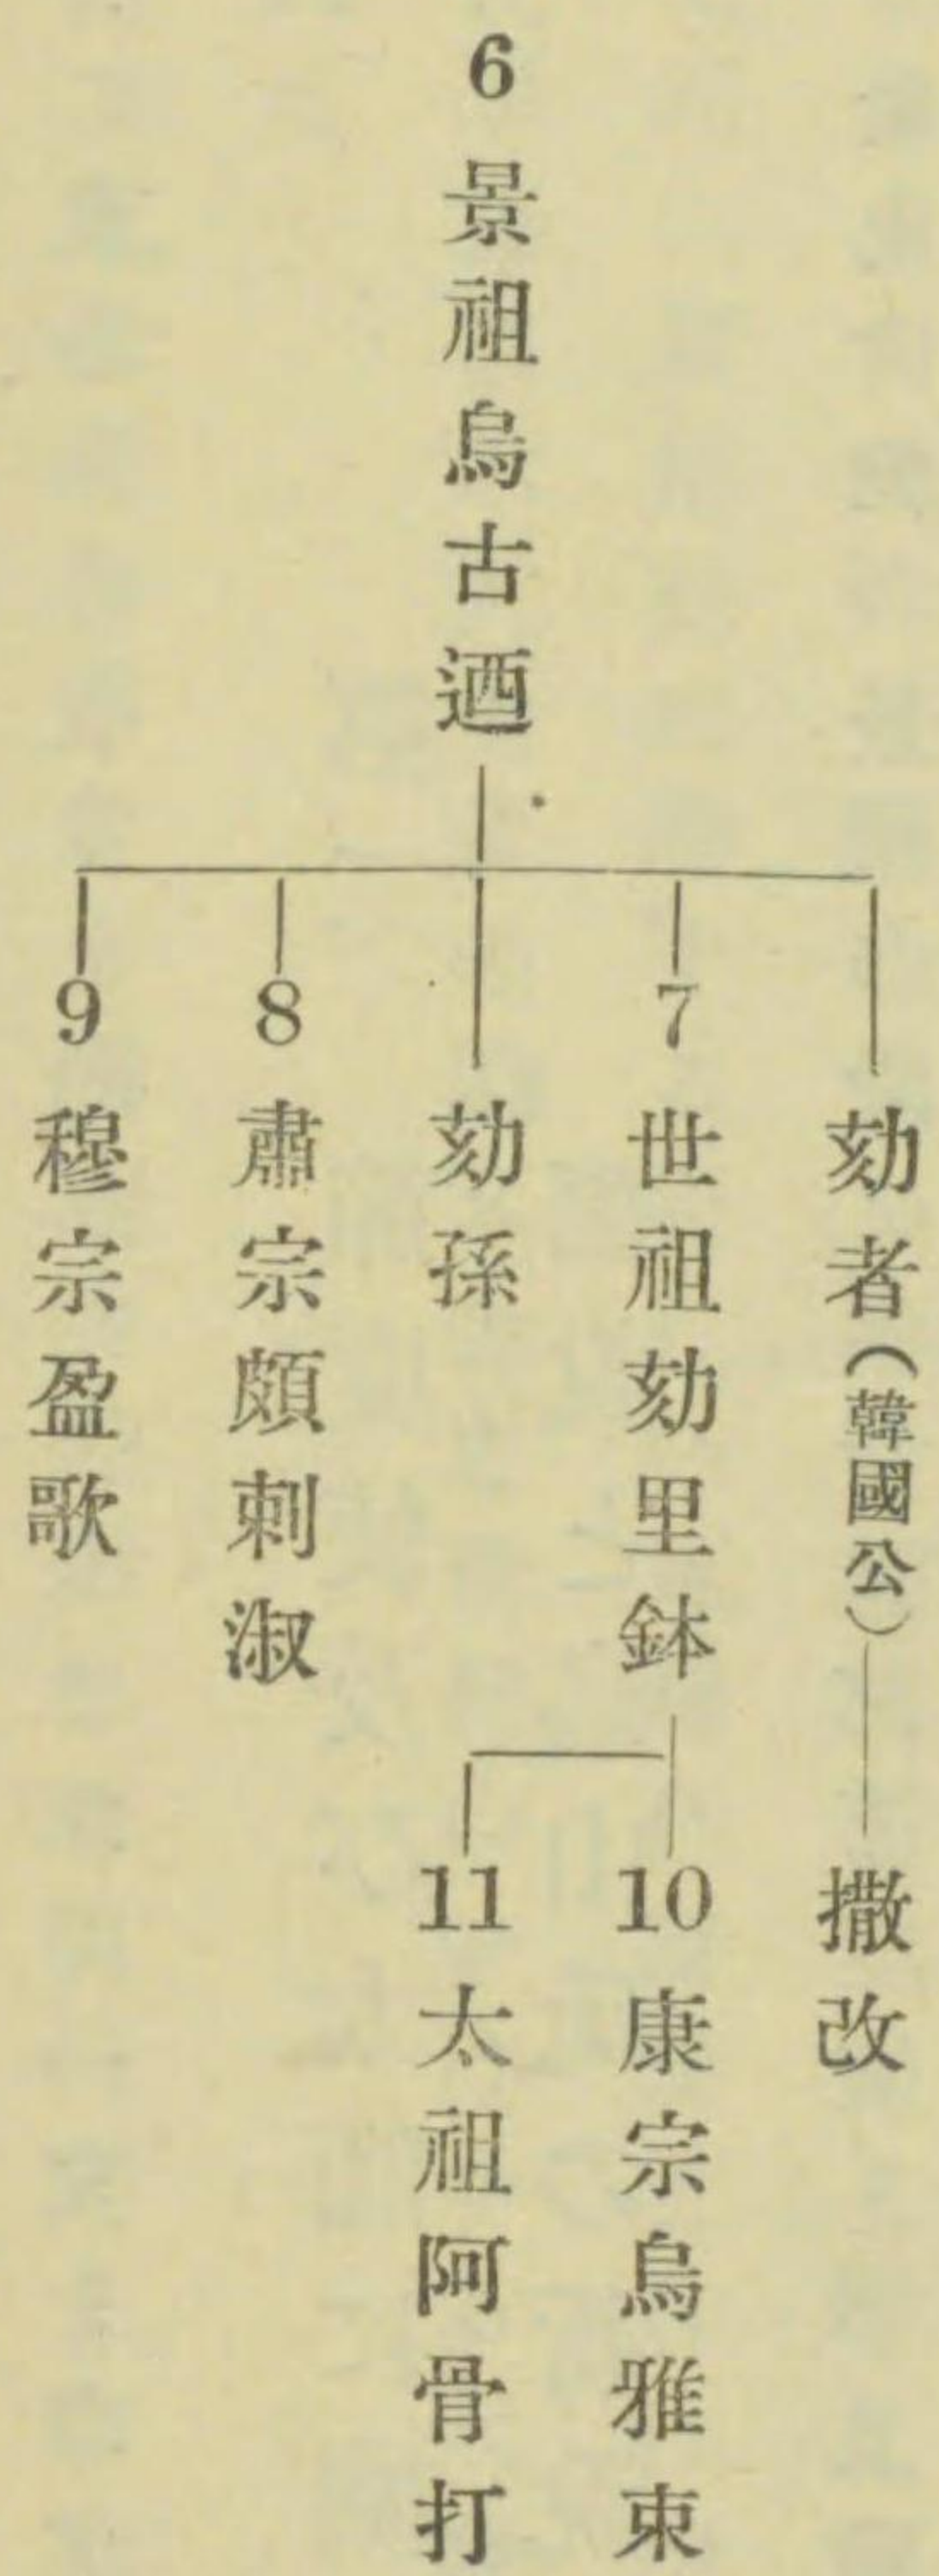 6 景祖烏古迺
劾者（韓國公）
撒改
7 世祖劾里鉢
10 康宗烏雅束
11 太祖阿骨打
劾孫
8 肅宗頗剌淑
9 穆宗盈歌